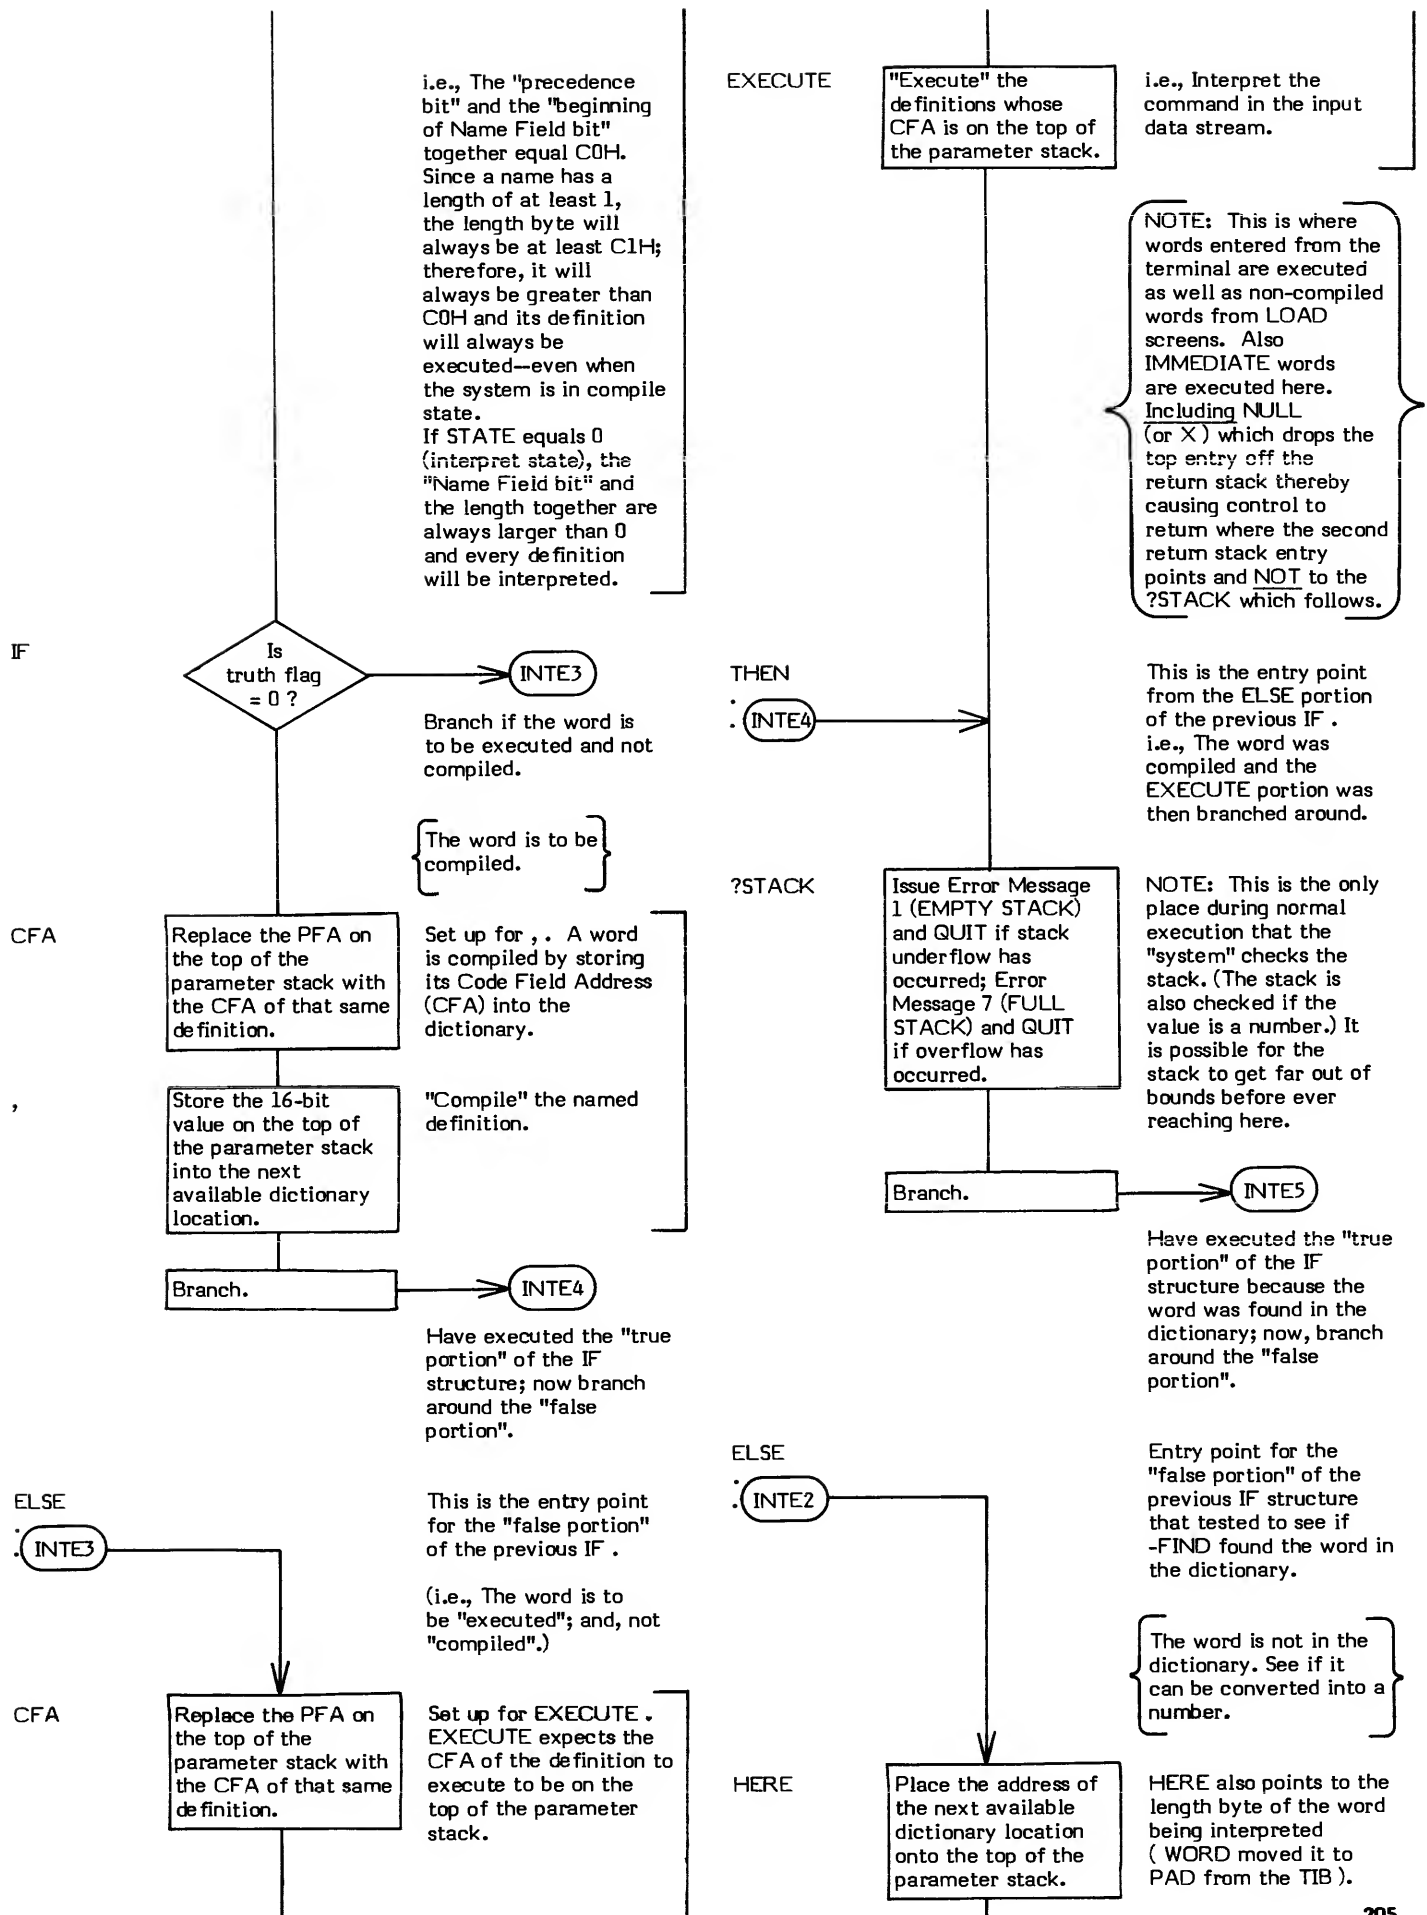 i.e., The "precedence
bit" and the "beginning
of Name Field bit"
together equal C0H.
Since a name has a
length of at least 1,
the length byte will
always be at least C1H;
therefore, it will
always be greater than
C0H and its definition
will always be
executed--even when
the system is in compile
state.
If STATE equals 0
(interpret state), the
"Name Field bit" and
the length together are
always larger than 0
and every definition
will be interpreted.
IF
Is
truth flag
= 0 ?
INTE3
Branch if the word is
to be executed and not
compiled.
The word is to be
compiled.
CFA
Replace the PFA on
the top of the
parameter stack with
the CFA of that same
definition.
Set up for , . A word
is compiled by storing
its Code Field Address
(CFA) into the
dictionary.
,
Store the 16-bit
value on the top of
the parameter stack
into the next
available dictionary
location.
"Compile" the named
definition.
Branch.
INTE4
Have executed the "true
portion" of the IF
structure; now branch
around the "false
portion".
ELSE
: INTE3
This is the entry point
for the "false portion"
of the previous IF .
(i.e., The word is to
be "executed"; and, not
"compiled".)
CFA
Replace the PFA on
the top of the
parameter stack with
the CFA of that same
definition.
Set up for EXECUTE .
EXECUTE expects the
CFA of the definition to
execute to be on the
top of the parameter
stack.
EXECUTE
"Execute" the
definitions whose
CFA is on the top of
the parameter stack.
i.e., Interpret the
command in the input
data stream.
NOTE: This is where
words entered from the
terminal are executed
as well as non-compiled
words from LOAD
screens. Also
IMMEDIATE words
are executed here.
Including NULL
(or X ) which drops the
top entry off the
return stack thereby
causing control to
return where the second
return stack entry
points and NOT to the
?STACK which follows.
THEN
: INTE4
This is the entry point
from the ELSE portion
of the previous IF .
i.e., The word was
compiled and the
EXECUTE portion was
then branched around.
?STACK
Issue Error Message
1 (EMPTY STACK)
and QUIT if stack
underflow has
occurred; Error
Message 7 (FULL
STACK) and QUIT
if overflow has
occurred.
NOTE: This is the only
place during normal
execution that the
"system" checks the
stack. (The stack is
also checked if the
value is a number.) It
is possible for the
stack to get far out of
bounds before ever
reaching here.
Branch.
INTE5
Have executed the "true
portion" of the IF
structure because the
word was found in the
dictionary; now, branch
around the "false
portion".
ELSE
: INTE2
Entry point for the
"false portion" of the
previous IF structure
that tested to see if
-FIND found the word in
the dictionary.
The word is not in the
dictionary. See if it
can be converted into a
number.
HERE
Place the address of
the next available
dictionary location
onto the top of the
parameter stack.
HERE also points to the
length byte of the word
being interpreted
( WORD moved it to
PAD from the TIB ).
205